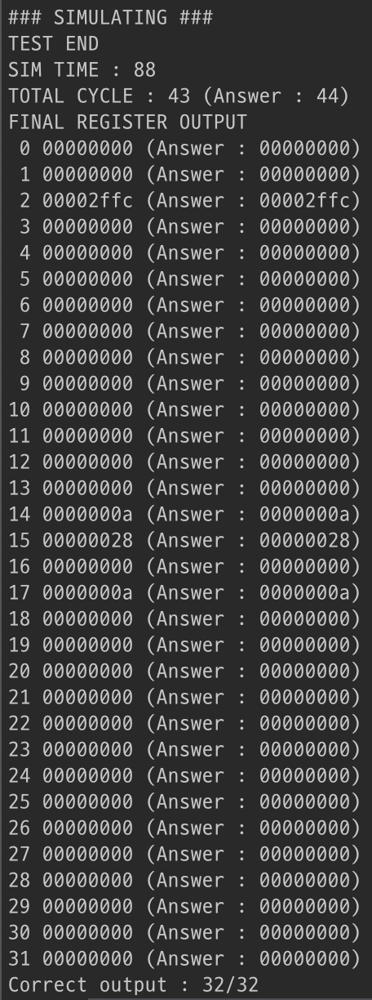 ### SIMULATING ###
TEST END
SIM TIME : 88
TOTAL CYCLE : 43 (Answer : 44)
FINAL REGISTER OUTPUT
 0 00000000 (Answer : 00000000)
 1 00000000 (Answer : 00000000)
 2 00002ffc (Answer : 00002ffc)
 3 00000000 (Answer : 00000000)
 4 00000000 (Answer : 00000000)
 5 00000000 (Answer : 00000000)
 6 00000000 (Answer : 00000000)
 7 00000000 (Answer : 00000000)
 8 00000000 (Answer : 00000000)
 9 00000000 (Answer : 00000000)
10 00000000 (Answer : 00000000)
11 00000000 (Answer : 00000000)
12 00000000 (Answer : 00000000)
13 00000000 (Answer : 00000000)
14 0000000a (Answer : 0000000a)
15 00000028 (Answer : 00000028)
16 00000000 (Answer : 00000000)
17 0000000a (Answer : 0000000a)
18 00000000 (Answer : 00000000)
19 00000000 (Answer : 00000000)
20 00000000 (Answer : 00000000)
21 00000000 (Answer : 00000000)
22 00000000 (Answer : 00000000)
23 00000000 (Answer : 00000000)
24 00000000 (Answer : 00000000)
25 00000000 (Answer : 00000000)
26 00000000 (Answer : 00000000)
27 00000000 (Answer : 00000000)
28 00000000 (Answer : 00000000)
29 00000000 (Answer : 00000000)
30 00000000 (Answer : 00000000)
31 00000000 (Answer : 00000000)
Correct output : 32/32